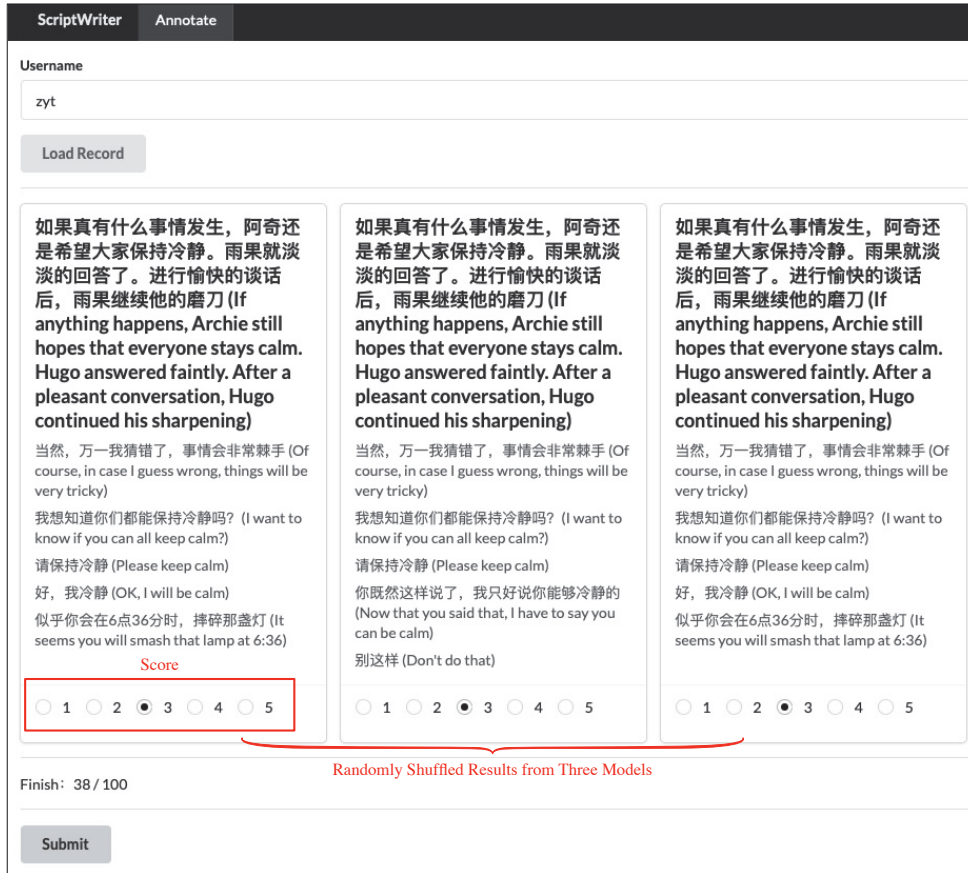 ScriptWriter Annotate
Username
zyt
Load Record
如果真有什么事情发生，阿奇还
是希望大家保持冷静。雨果就淡
淡的回答了。进行愉快的谈话
后，雨果继续他的磨刀 (If
anything happens, Archie still
hopes that everyone stays calm.
Hugo answered faintly. After a
pleasant conversation, Hugo
continued his sharpening)
当然，万一我猜错了，事情会非常棘手 (Of
course, in case I guess wrong, things will be
very tricky)
我想知道你们都能保持冷静吗？(I want to
know if you can all keep calm?)
请保持冷静 (Please keep calm)
好，我冷静 (OK, I will be calm)
似乎你会在6点36分时，摔碎那盏灯 (It
seems you will smash that lamp at 6:36)
Score
1 2 3 4 5
如果真有什么事情发生，阿奇还
是希望大家保持冷静。雨果就淡
淡的回答了。进行愉快的谈话
后，雨果继续他的磨刀 (If
anything happens, Archie still
hopes that everyone stays calm.
Hugo answered faintly. After a
pleasant conversation, Hugo
continued his sharpening)
当然，万一我猜错了，事情会非常棘手 (Of
course, in case I guess wrong, things will be
very tricky)
我想知道你们都能保持冷静吗？(I want to
know if you can all keep calm?)
请保持冷静 (Please keep calm)
你既然这样说了，我只好说你能够冷静的
(Now that you said that, I have to say you
can be calm)
别这样 (Don't do that)
1 2 3 4 5
如果真有什么事情发生，阿奇还
是希望大家保持冷静。雨果就淡
淡的回答了。进行愉快的谈话
后，雨果继续他的磨刀 (If
anything happens, Archie still
hopes that everyone stays calm.
Hugo answered faintly. After a
pleasant conversation, Hugo
continued his sharpening)
当然，万一我猜错了，事情会非常棘手 (Of
course, in case I guess wrong, things will be
very tricky)
我想知道你们都能保持冷静吗？(I want to
know if you can all keep calm?)
请保持冷静 (Please keep calm)
好，我冷静 (OK, I will be calm)
似乎你会在6点36分时，摔碎那盏灯 (It
seems you will smash that lamp at 6:36)
1 2 3 4 5
Randomly Shuffled Results from Three Models
Finish：38 / 100
Submit